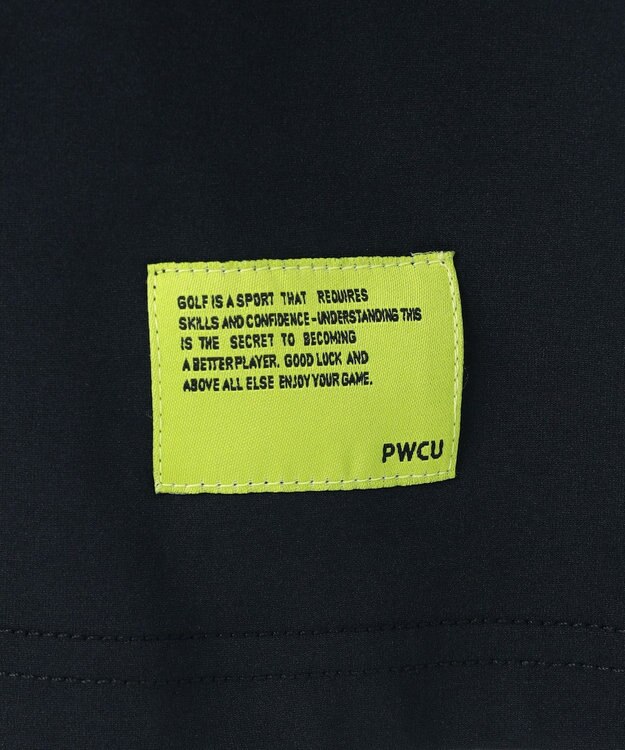 GOLF IS A SPORT THAT REQUIRES
SKILLS AND CONFIDENCE-UNDERSTANDING THIS
IS THE SECRET TO BECOMING
A BETTER PLAYER. GOOD LUCK AND
ABOVE ALL ELSE ENJOY YOUR GAME.
PWCU